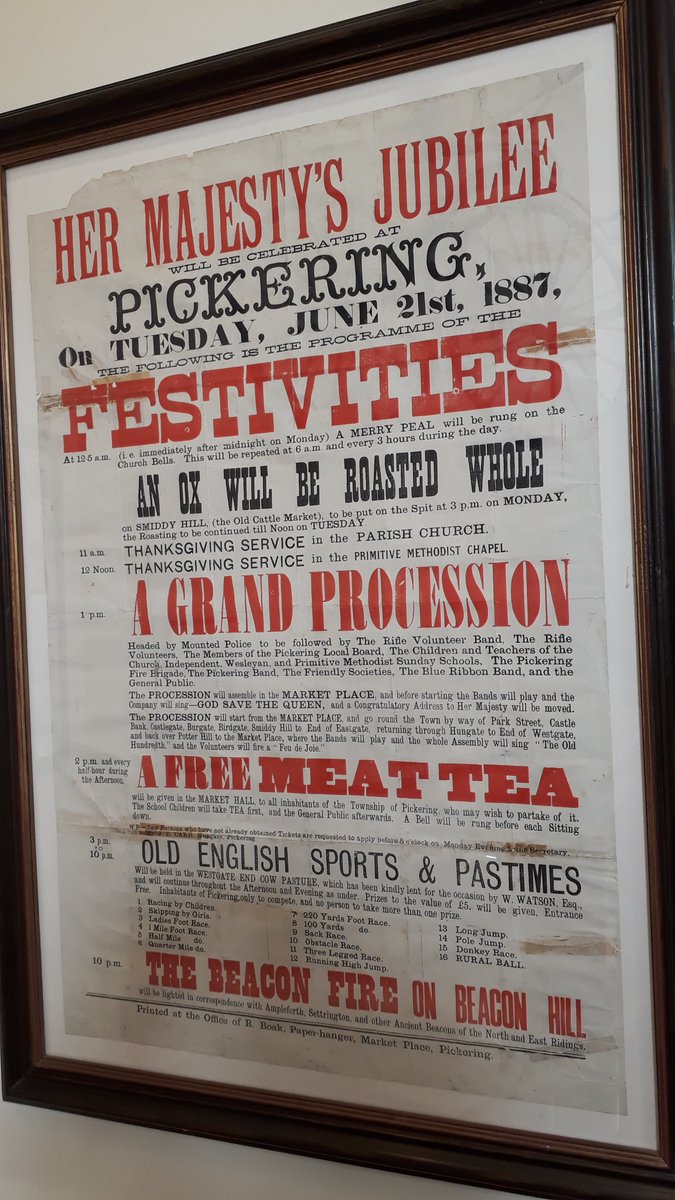 HER MAJESTY'S JUBILEE
WILL BE CELEBRATED AT
PICKERING,
On TUESDAY, JUNE 21st, 1887,
THE FOLLOWING IS THE PROGRAMME OF THE
FESTIVITIES
At 12·5 a.m. (i.e. immediately after midnight on Monday) A MERRY PEAL will be rung on the
Church Bells. This will be repeated at 6 a.m. and every 3 hours during the day.
AN OX WILL BE ROASTED WHOLE
on SMIDDY HILL, (the Old Cattle Market), to be put on the Spit at 3 p.m. on MONDAY,
the Roasting to be continued till Noon on TUESDAY
11 a.m. THANKSGIVING SERVICE in the PARISH CHURCH.
12 Noon. THANKSGIVING SERVICE in the PRIMITIVE METHODIST CHAPEL.
1 p.m. A GRAND PROCESSION
Headed by Mounted Police to be followed by The Rifle Volunteer Band, The Rifle
Volunteers, The Members of the Pickering Local Board, The Children and Teachers of the
Church, Independent, Wesleyan, and Primitive Methodist Sunday Schools, The Pickering
Fire Brigade, The Pickering Band, The Friendly Societies, The Blue Ribbon Band, and the
General Public.
The PROCESSION will assemble in the MARKET PLACE, and before starting the Bands will play and the
Company will sing—GOD SAVE THE QUEEN, and a Congratulatory Address to Her Majesty will be moved.
The PROCESSION will start from the MARKET PLACE, and go round the Town by way of Park Street, Castle
Bank, Castlegate, Burgate, Birdgate, Smiddy Hill to End of Eastgate, returning through Hungate to End of Westgate,
and back over Potter Hill to the Market Place, where the Bands will play and the whole Assembly will sing "The Old
Hundredth," and the Volunteers will fire a "Feu de Joie."
2 p.m. and every
half-hour during
the Afternoon.
A FREE MEAT TEA
will be given in the MARKET HALL, to all inhabitants of the Township of Pickering, who may wish to partake of it.
The School Children will take TEA first, and the General Public afterwards. A Bell will be rung before each Sitting
down.
N.B.—Any Persons who have not already obtained Tickets are requested to apply before 8 o'clock on Monday Evening to the Secretary,
Pickering
3 p.m.
TO
10 p.m.
OLD ENGLISH SPORTS & PASTIMES
Will be held in the WESTGATE END COW PASTURE, which has been kindly lent for the occasion by W. WATSON, Esq.,
and will continue throughout the Afternoon and Evening as under. Prizes to the value of £5, will be given, Entrance
Free. Inhabitants of Pickering only to compete, and no person to take more than one prize.
1 Racing by Children.
2 Skipping by Girls.
3 Ladies Foot Race.
4 1 Mile Foot Race.
5 Half Mile do.
6 Quarter Mile do.
7 220 Yards Foot Race.
8 100 Yards do.
9 Sack Race.
10 Obstacle Race.
11 Three Legged Race.
12 Running High Jump.
13 Long Jump.
14 Pole Jump.
15 Donkey Race.
16 RURAL BALL.
10 p.m. THE BEACON FIRE ON BEACON HILL
will be lighted in correspondence with Ampleforth, Settrington, and other Ancient Beacons of the North and East Ridings.
Printed at the Office of R. Boak, Paper-hanger, Market Place, Pickering.